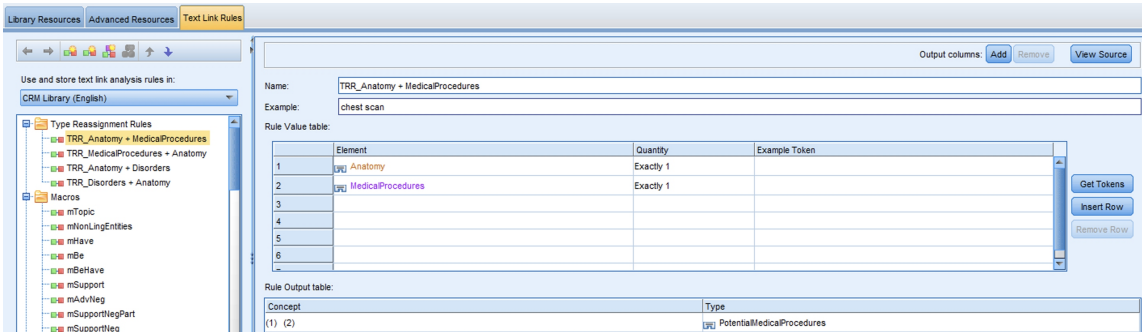 Library Resources Advanced Resources Text Link Rules
Output columns: Add Remove View Source
Use and store text link analysis rules in:
CRM Library (English)
Type Reassignment Rules
TRR_Anatomy + MedicalProcedures
TRR_MedicalProcedures + Anatomy
TRR_Anatomy + Disorders
TRR_Disorders + Anatomy
Macros
mTopic
mNonLingEntities
mHave
mBe
mBeHave
mSupport
mAdvNeg
mSupportNegPart
mSupportNeg
Name: TRR_Anatomy + MedicalProcedures
Example: chest scan
Rule Value table:
Element Quantity Example Token
1 Anatomy Exactly 1
2 MedicalProcedures Exactly 1
3
4
5
6
Get Tokens
Insert Row
Remove Row
Rule Output table:
Concept Type
(1) (2) PotentialMedicalProcedures